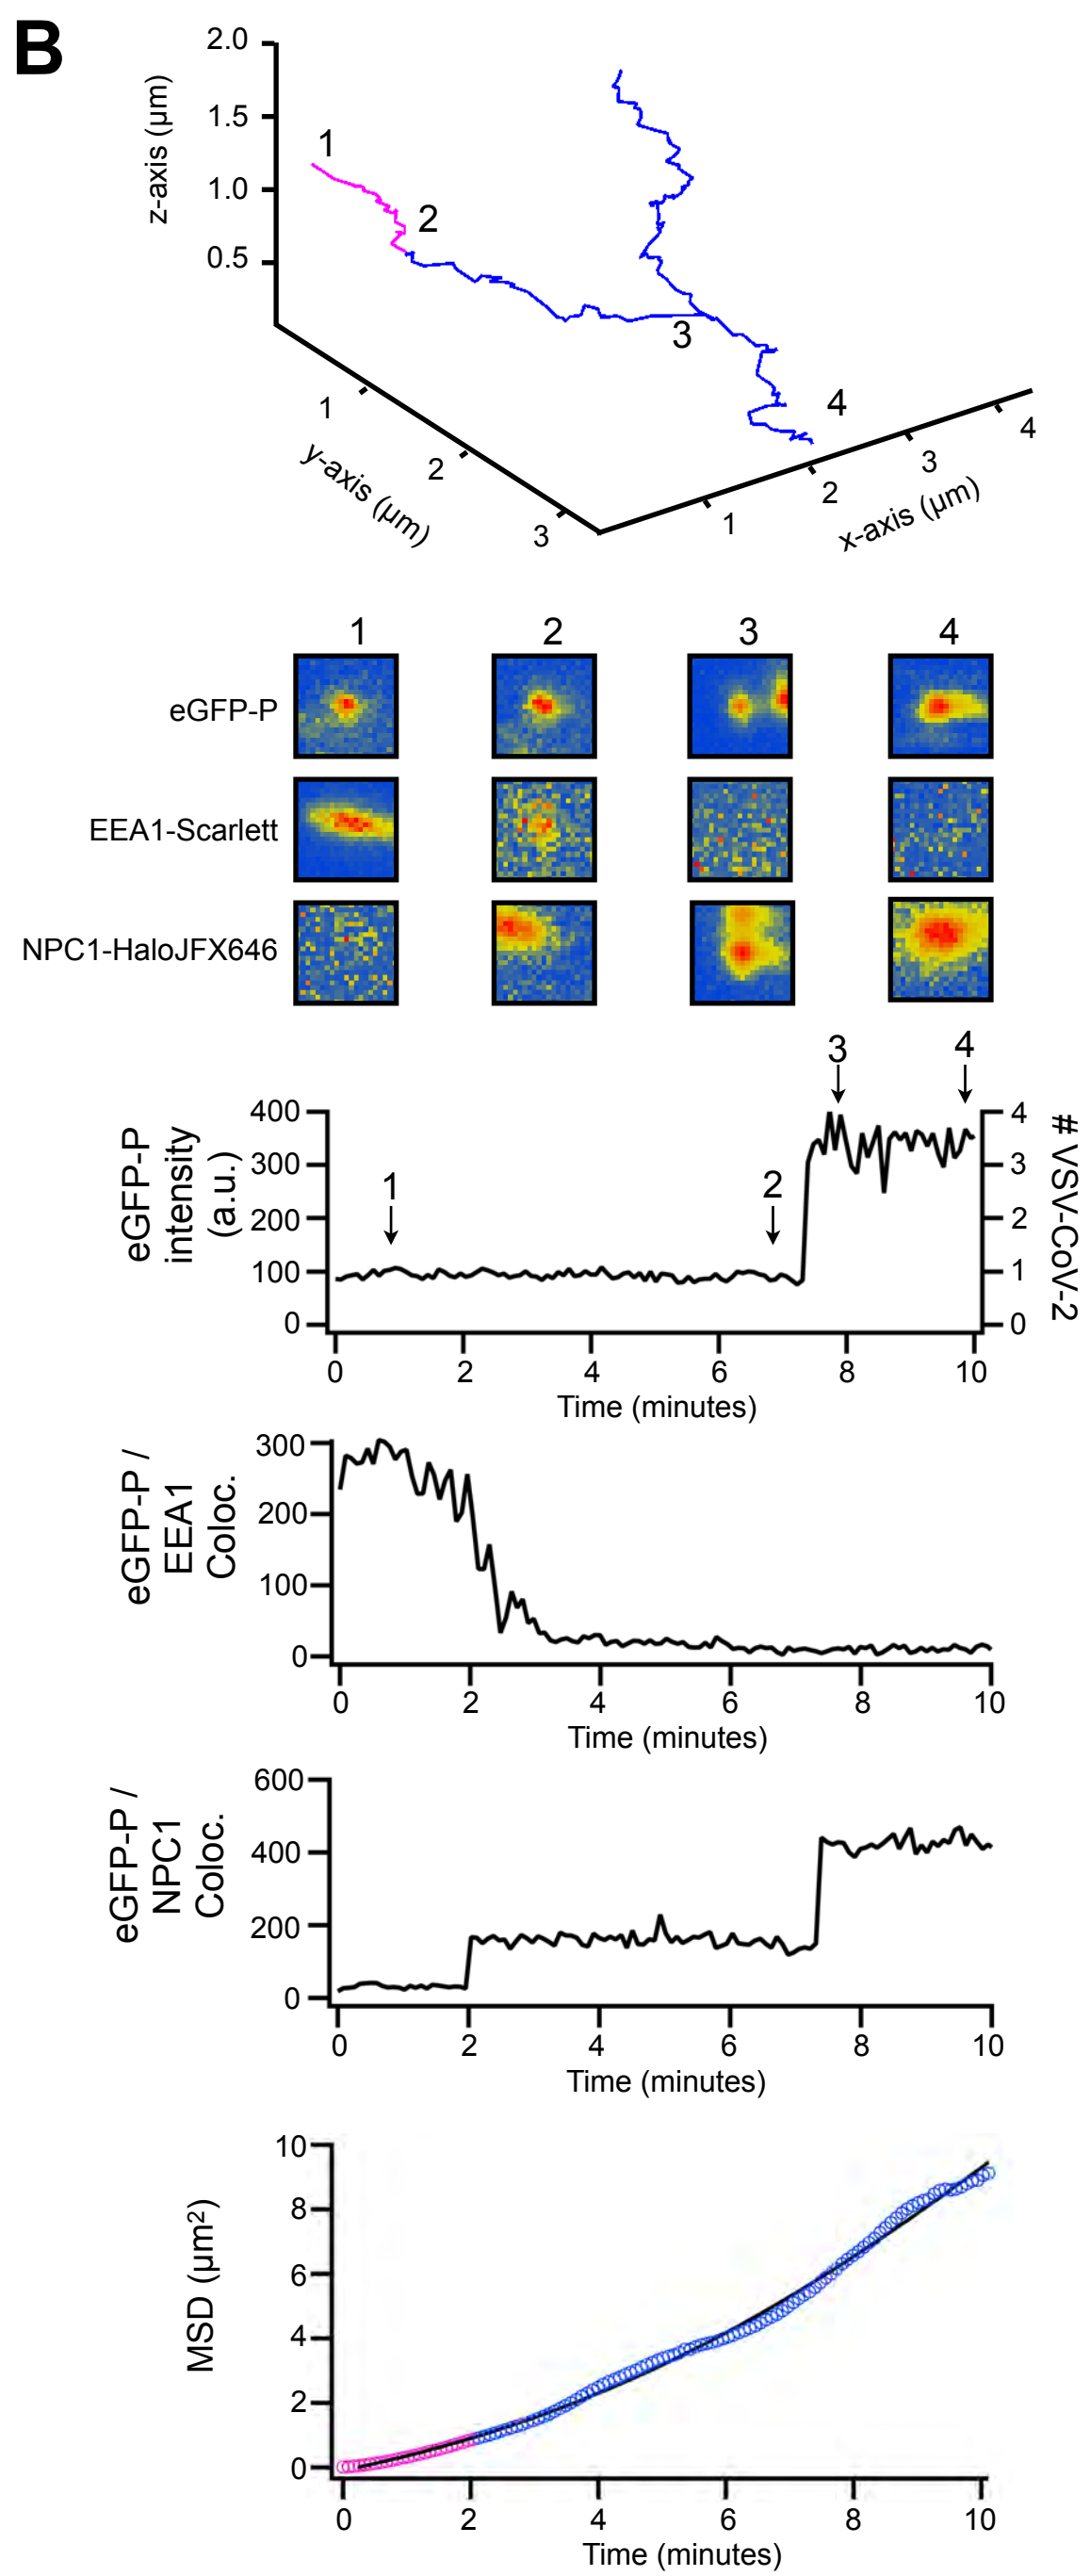 B
z-axis (µm)
2.0
1.5
1.0
0.5
1
2
3
4
1
2
3
y-axis (µm)
1
2
3
4
x-axis (µm)
1 2 3 4
eGFP-P
EEA1-Scarlett
NPC1-HaloJFX646
eGFP-P
intensity
(a.u.)
400
300
200
100
0
1
2
3
4
4
3
2
1
0
# VSV-CoV-2
0 2 4 6 8 10
Time (minutes)
eGFP-P /
EEA1
Coloc.
300
200
100
0
0 2 4 6 8 10
Time (minutes)
eGFP-P /
NPC1
Coloc.
600
400
200
0
0 2 4 6 8 10
Time (minutes)
MSD (µm²)
10
8
6
4
2
0
0 2 4 6 8 10
Time (minutes)